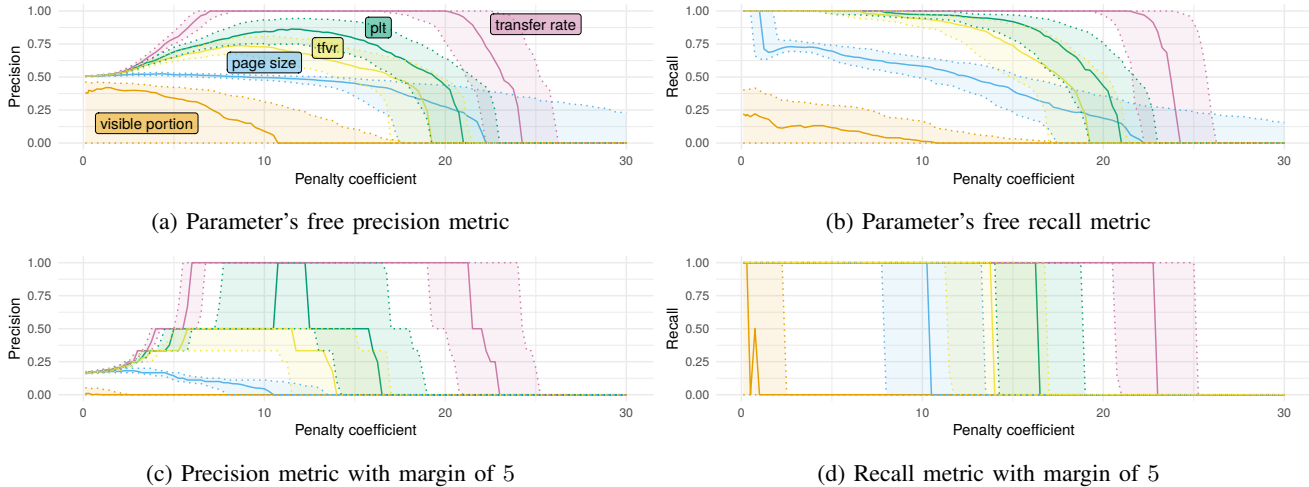 1.00
0.75
0.50
0.25
0.00
Precision
transfer rate
plt
tfvr
page size
visible portion
0 10 20 30
Penalty coefficient
(a) Parameter's free precision metric
1.00
0.75
0.50
0.25
0.00
Recall
0 10 20 30
Penalty coefficient
(b) Parameter's free recall metric
1.00
0.75
0.50
0.25
0.00
Precision
0 10 20 30
Penalty coefficient
(c) Precision metric with margin of 5
1.00
0.75
0.50
0.25
0.00
Recall
0 10 20 30
Penalty coefficient
(d) Recall metric with margin of 5